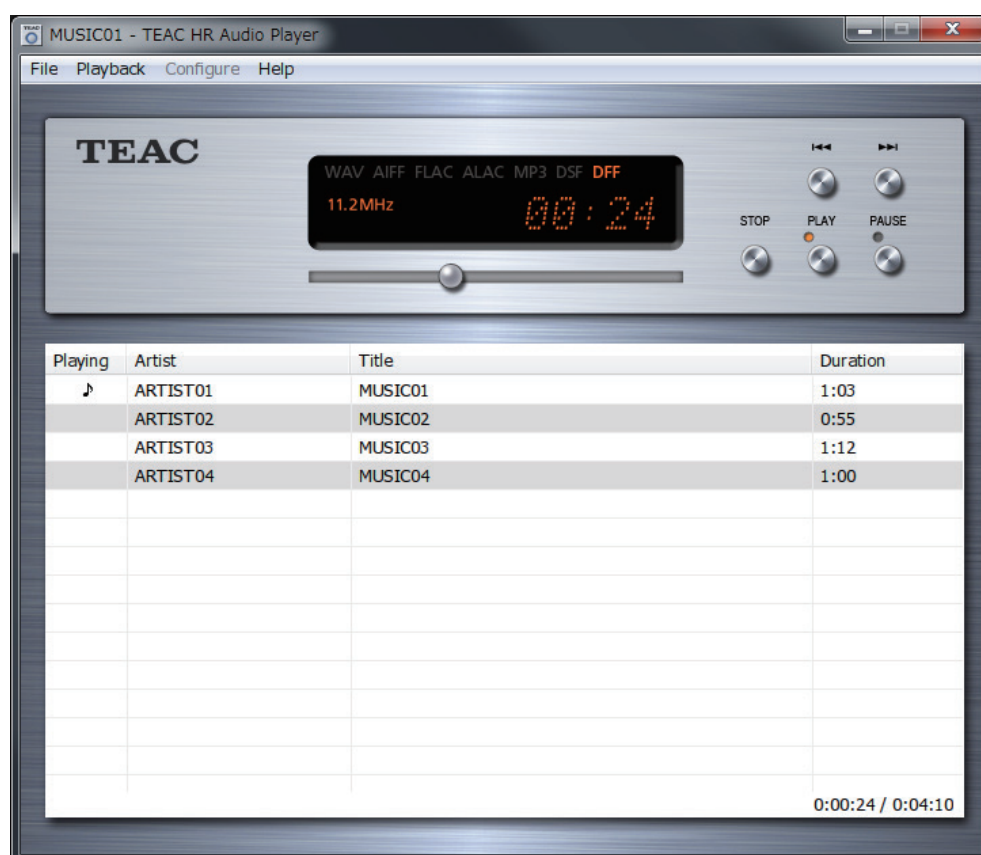 MUSIC01 - TEAC HR Audio Player
File Playback Configure Help
TEAC
WAV AIFF FLAC ALAC MP3 DSF DFF
11.2MHz 00:24
STOP PLAY PAUSE
Playing Artist Title Duration
♪ ARTIST01 MUSIC01 1:03
ARTIST02 MUSIC02 0:55
ARTIST03 MUSIC03 1:12
ARTIST04 MUSIC04 1:00
0:00:24 / 0:04:10